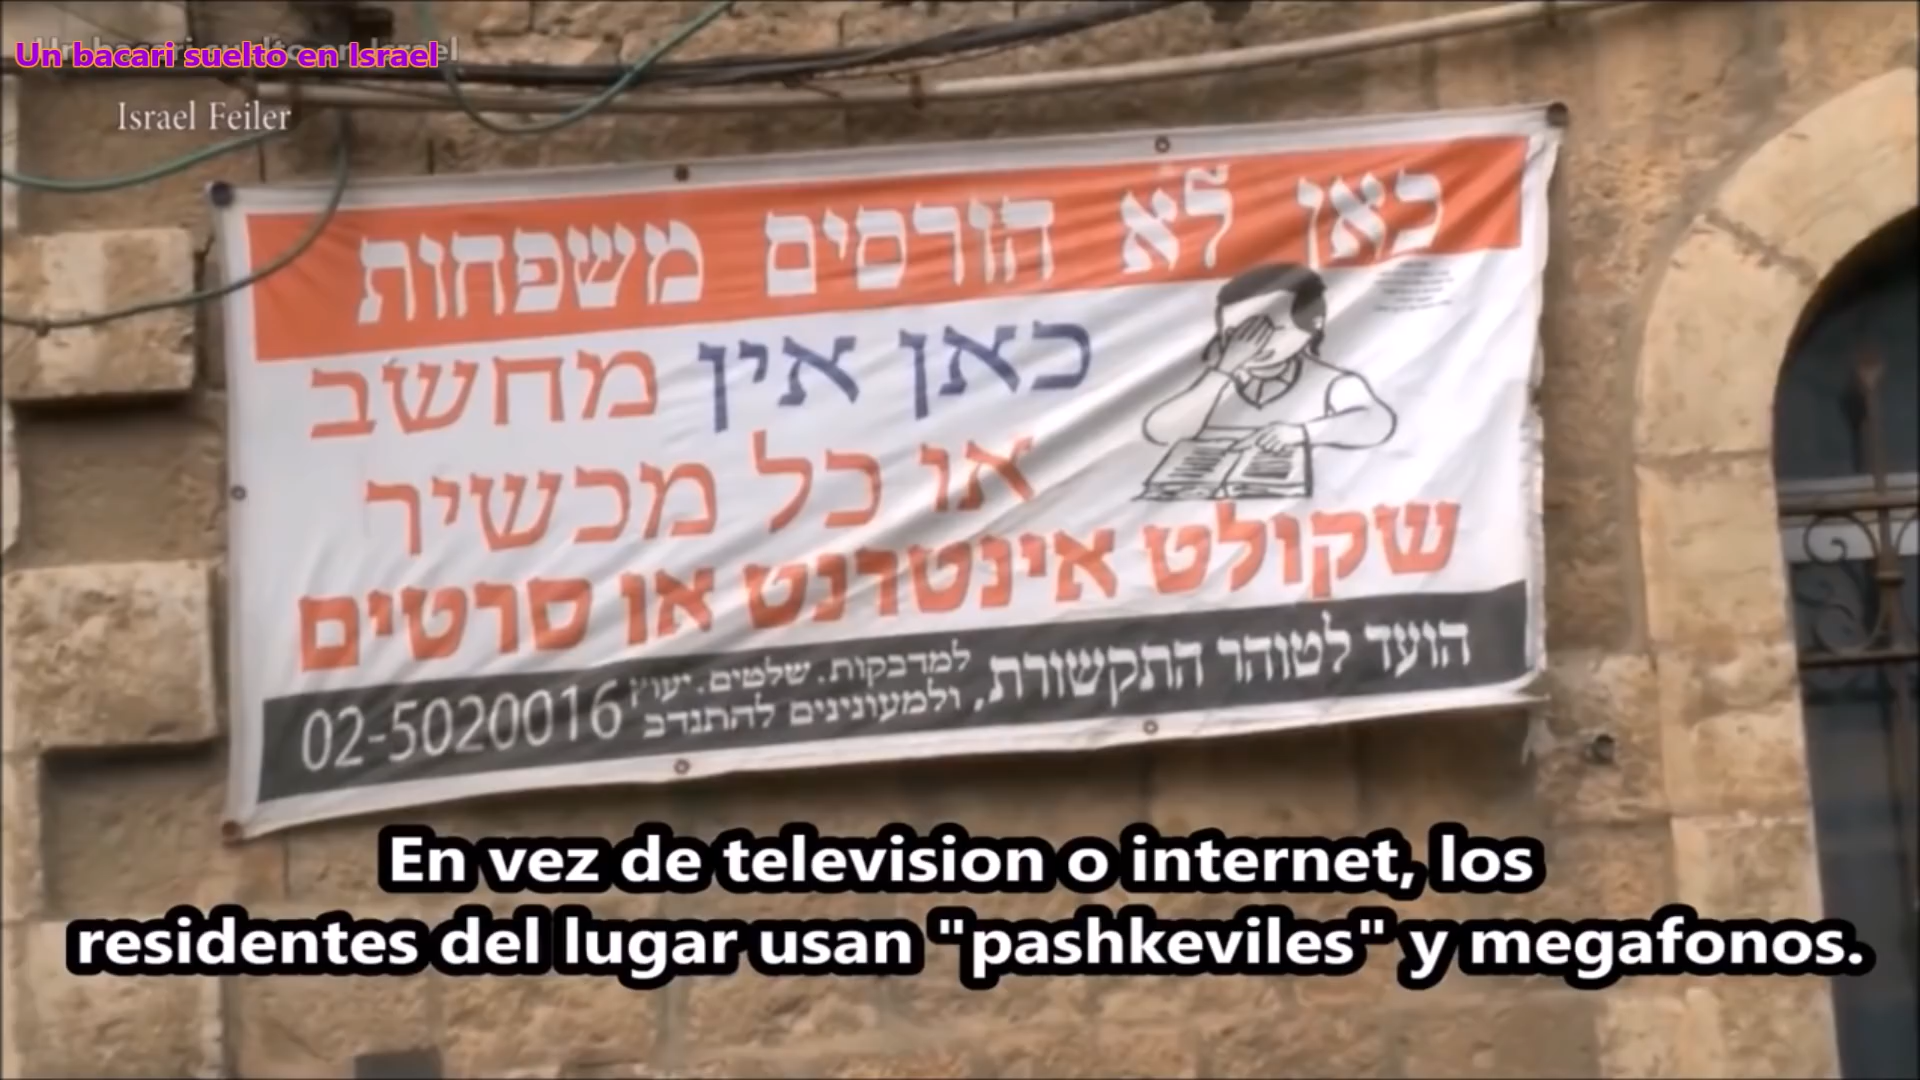 Un bacari suelto en Israel
Israel Feiler
כאן לא הורסים משפחות
כאן אין מחשב
או כל מכשיר
שקולט אינטרנט או סרטים
הועד לטוהר התקשורת, למדבקות. שלטים. יעוץ
ולמעונינים להתנדב 02-5020016
En vez de television o internet, los
residentes del lugar usan "pashkeviles" y megafonos.